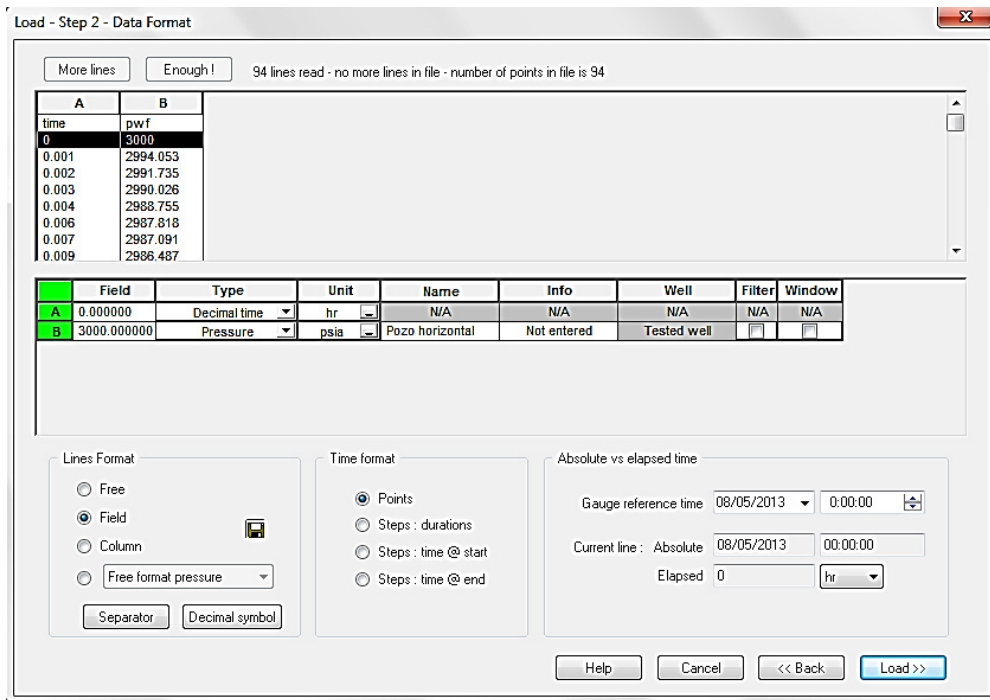 Load - Step 2 - Data Format
More lines Enough ! 94 lines read - no more lines in file - number of points in file is 94
A B
time pwf
0 3000
0.001 2994.053
0.002 2991.735
0.003 2990.026
0.004 2988.755
0.006 2987.818
0.007 2987.091
0.009 2986.487
Field Type Unit Name Info Well Filter Window
A 0.000000 Decimal time hr N/A N/A N/A N/A N/A
B 3000.000000 Pressure psia Pozo horizontal Not entered Tested well
Lines Format
Free
Field
Column
Free format pressure
Separator Decimal symbol
Time format
Points
Steps : durations
Steps : time @ start
Steps : time @ end
Absolute vs elapsed time
Gauge reference time 08/05/2013 0:00:00
Current line : Absolute 08/05/2013 00:00:00
Elapsed 0 hr
Help Cancel << Back Load >>